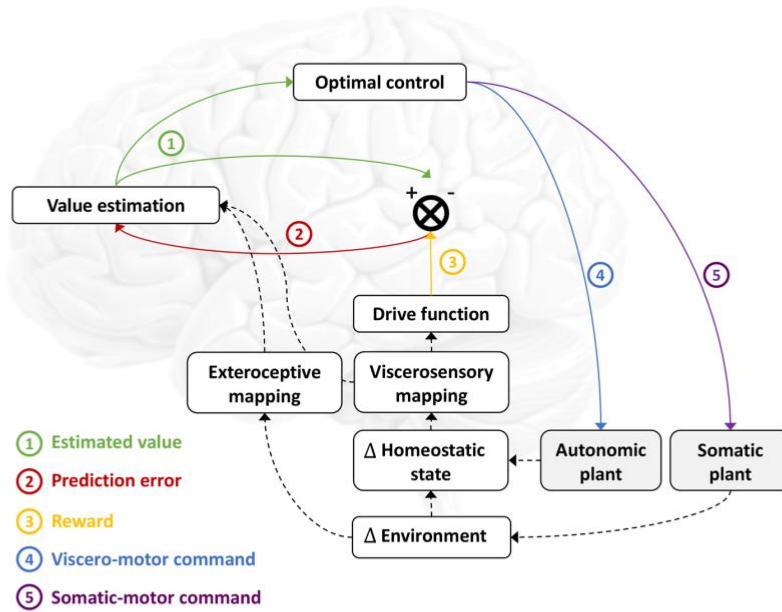 Optimal control
1
Value estimation
+ -
2
3
4
5
Drive function
Exteroceptive
mapping
Viscerosensory
mapping
Δ Homeostatic
state
Autonomic
plant
Somatic
plant
Δ Environment
1 Estimated value
2 Prediction error
3 Reward
4 Viscero-motor command
5 Somatic-motor command